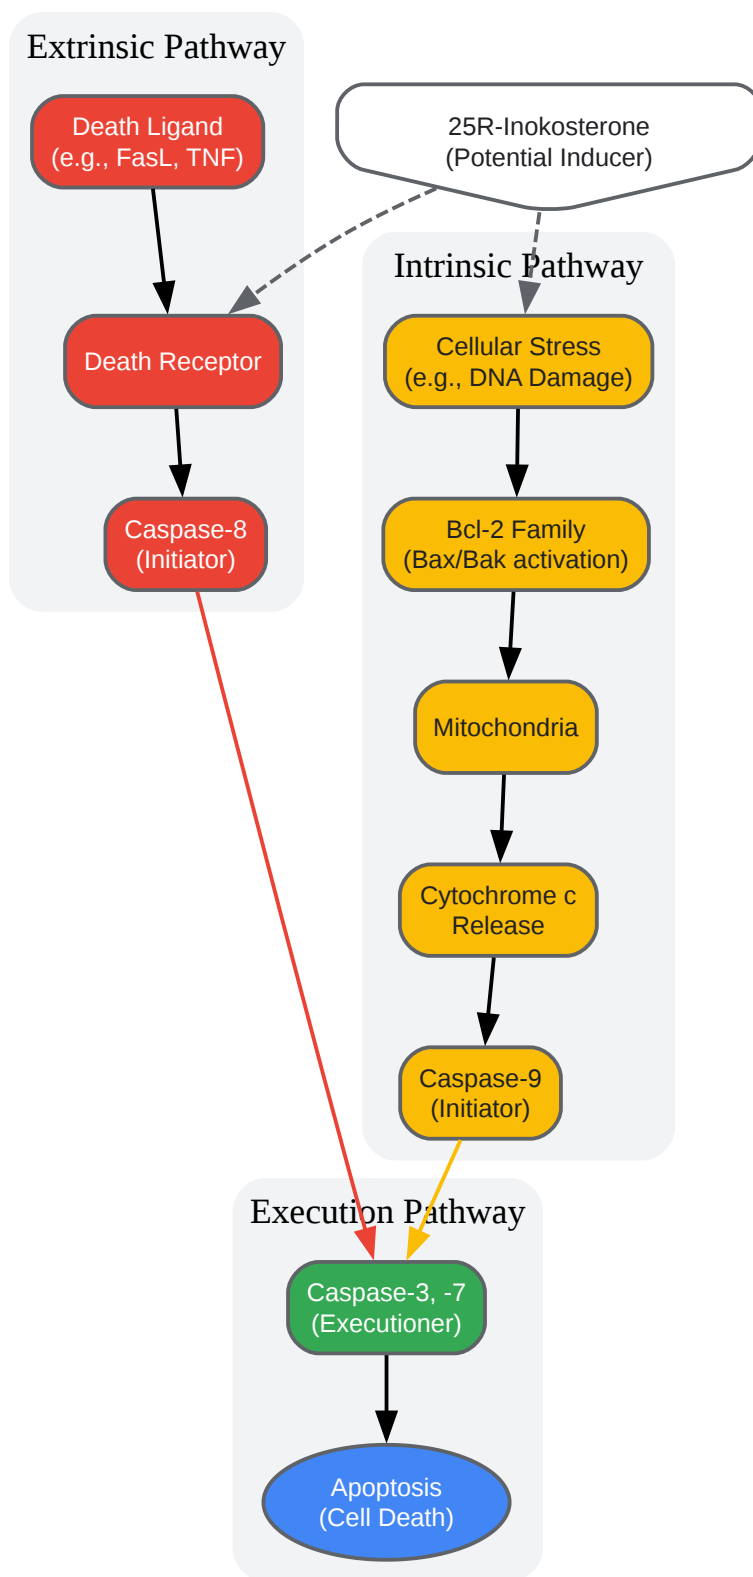 Extrinsic Pathway
Death Ligand
(e.g., FasL, TNF)
25R-Inokosterone
(Potential Inducer)
Intrinsic Pathway
Death Receptor
Cellular Stress
(e.g., DNA Damage)
Caspase-8
(Initiator)
Bcl-2 Family
(Bax/Bak activation)
Mitochondria
Cytochrome c
Release
Caspase-9
(Initiator)
Execution Pathway
Caspase-3, -7
(Executioner)
Apoptosis
(Cell Death)